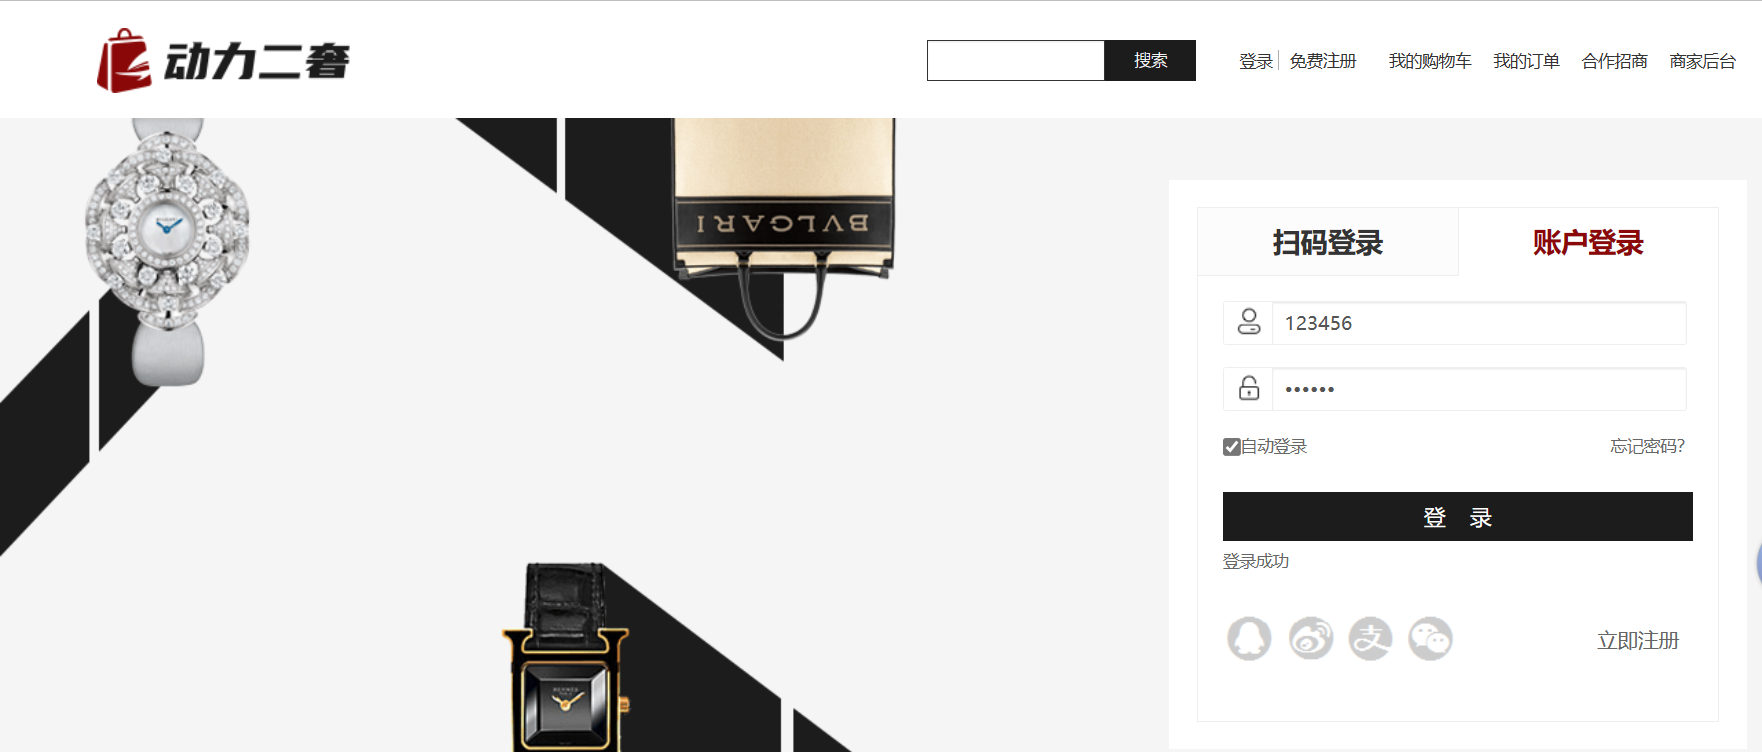 动力二奢
搜索
登录 免费注册 我的购物车 我的订单 合作招商 商家后台
BVLGARI
扫码登录 账户登录
123456
••••••
自动登录 忘记密码?
登 录
登录成功
支
立即注册
HERMES